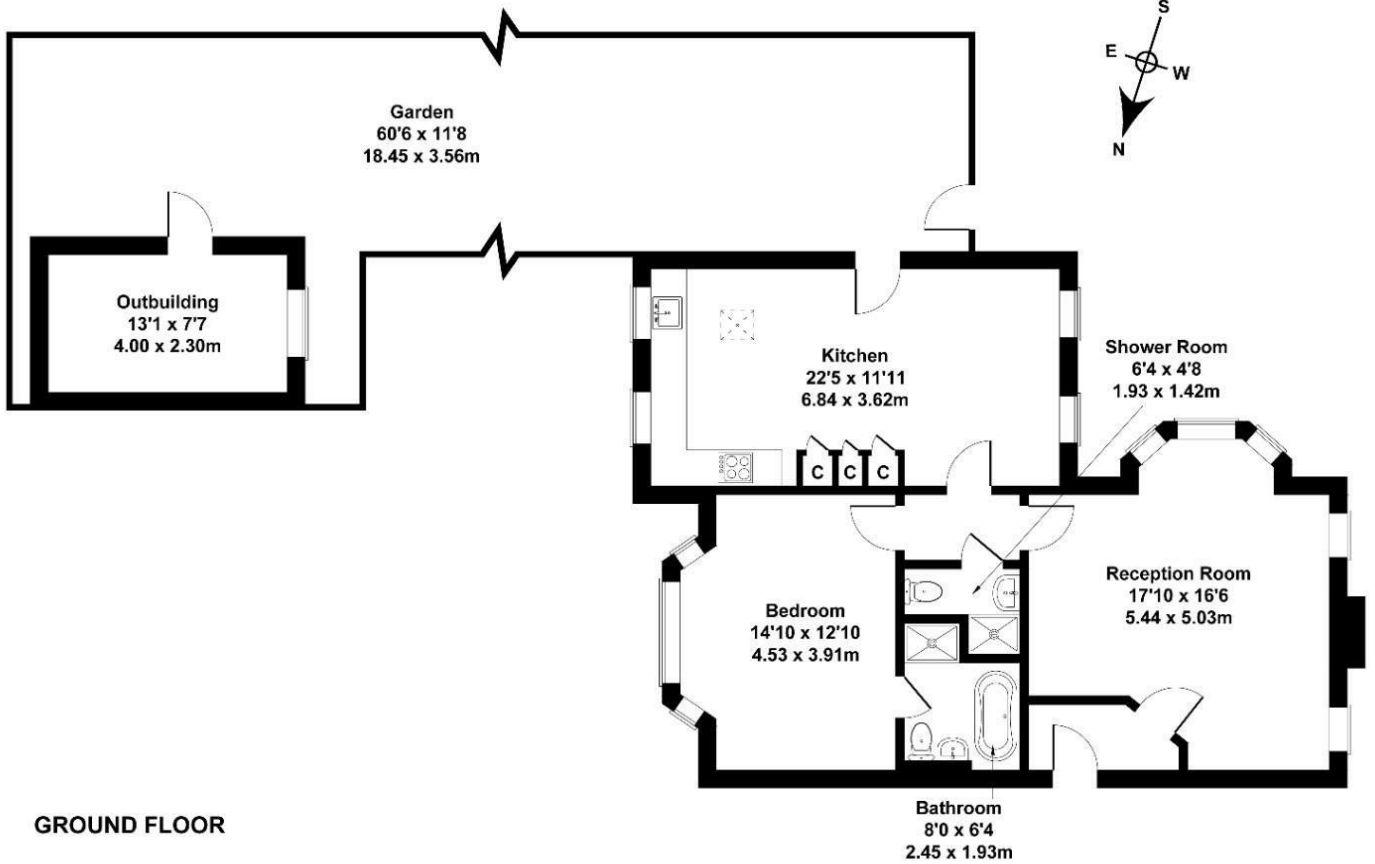 S
E
W
N
Garden
60'6 x 11'8
18.45 x 3.56m
Outbuilding
13'1 x 7'7
4.00 x 2.30m
Kitchen
22'5 x 11'11
6.84 x 3.62m
Shower Room
6'4 x 4'8
1.93 x 1.42m
C C C
Bedroom
14'10 x 12'10
4.53 x 3.91m
Reception Room
17'10 x 16'6
5.44 x 5.03m
Bathroom
8'0 x 6'4
2.45 x 1.93m
GROUND FLOOR